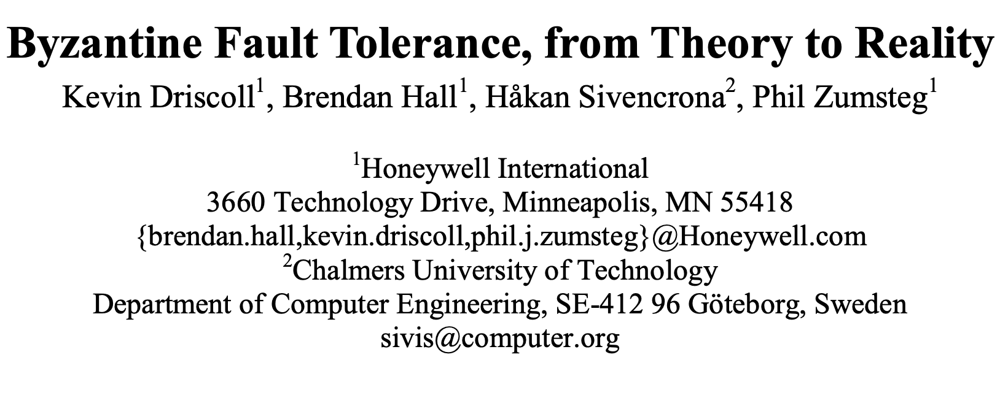 Byzantine Fault Tolerance, from Theory to Reality
Kevin Driscoll¹, Brendan Hall¹, Håkan Sivencrona², Phil Zumsteg¹
¹Honeywell International
3660 Technology Drive, Minneapolis, MN 55418
{brendan.hall,kevin.driscoll,phil.j.zumsteg}@Honeywell.com
²Chalmers University of Technology
Department of Computer Engineering, SE-412 96 Göteborg, Sweden
sivis@computer.org